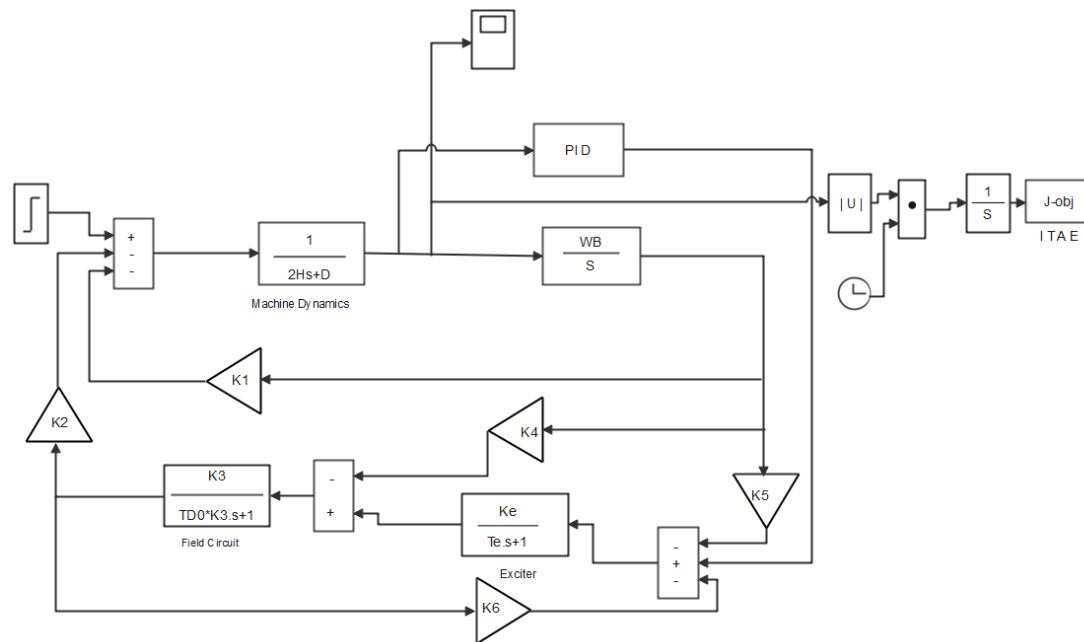 PID
|U|
1
S
J-obj
ITAE
+
-
-
1
2Hs+D
Machine Dynamics
WB
S
K1
K2
K4
K3
TD0*K3.s+1
Field Circuit
-
+
Ke
Te.s+1
Exciter
K5
-
+
-
K6